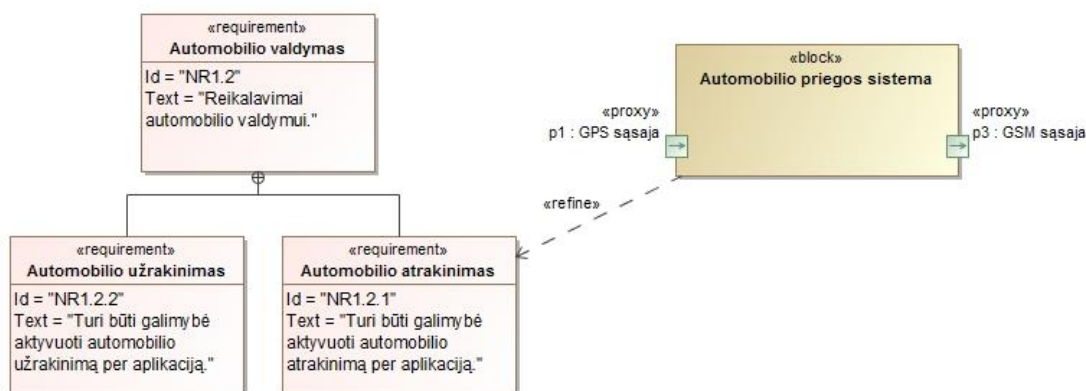 «requirement»
Automobilio valdymas
Id = "NR1.2"
Text = "Reikalavimai
automobilio valdymui."
«block»
Automobilio priegos sistema
«proxy»
p1 : GPS sąsaja
«proxy»
p3 : GSM sąsaja
«refine»
«requirement»
Automobilio užrakinimas
Id = "NR1.2.2"
Text = "Turi būti galimybė
aktyvuoti automobilio
užrakinimą per aplikaciją."
«requirement»
Automobilio atrakinimas
Id = "NR1.2.1"
Text = "Turi būti galimybė
aktyvuoti automobilio
atrakinimą per aplikaciją."